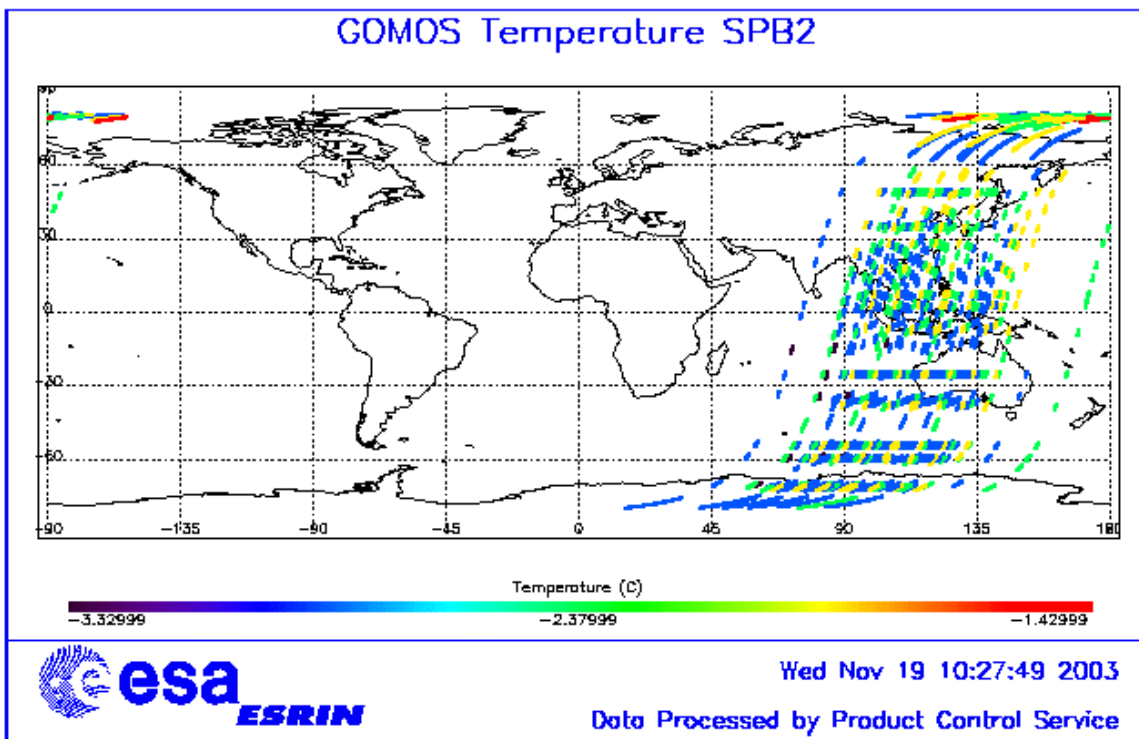 GOMOS Temperature SPB2
60
30
0
-60
-90 -135 -90 -45 0 45 90 135 180
Temperature (C)
-3.32999 -2.37999 -1.42999
esa
ESRIN
Wed Nov 19 10:27:49 2003
Data Processed by Product Control Service